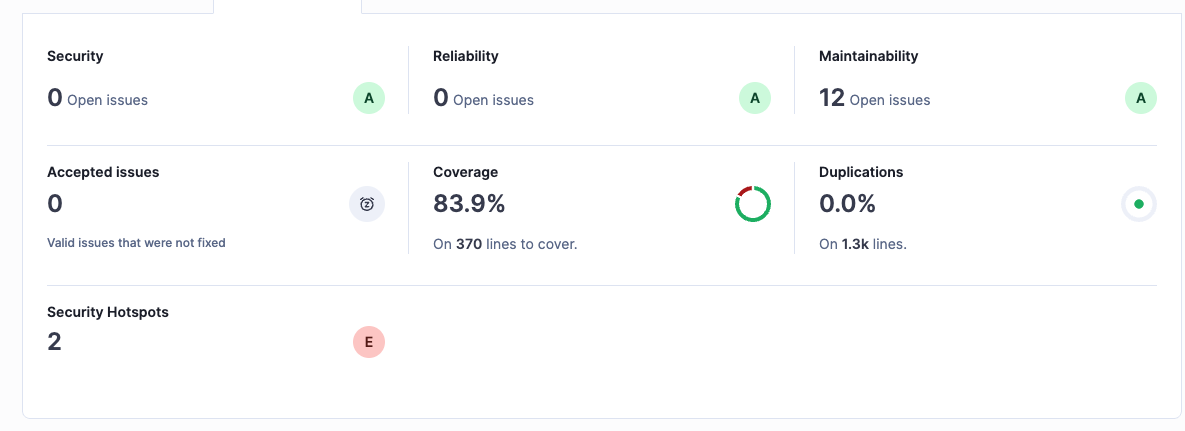 Security
0 Open issues
A
Reliability
0 Open issues
A
Maintainability
12 Open issues
A
Accepted issues
0
Valid issues that were not fixed
Coverage
83.9%
On 370 lines to cover.
Duplications
0.0%
On 1.3k lines.
Security Hotspots
2
E